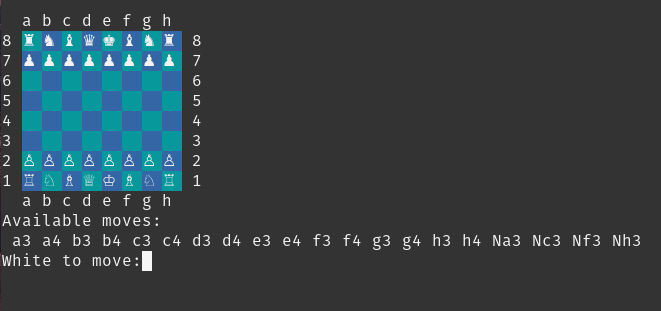 a b c d e f g h
8 ♜♞♝♛♚♝♞♜ 8
7 ♟♟♟♟♟♟♟♟ 7
6 6
5 5
4 4
3 3
2 ♙♙♙♙♙♙♙♙ 2
1 ♖♘♗♕♔♗♘♖ 1
a b c d e f g h
Available moves:
a3 a4 b3 b4 c3 c4 d3 d4 e3 e4 f3 f4 g3 g4 h3 h4 Na3 Nc3 Nf3 Nh3
White to move: